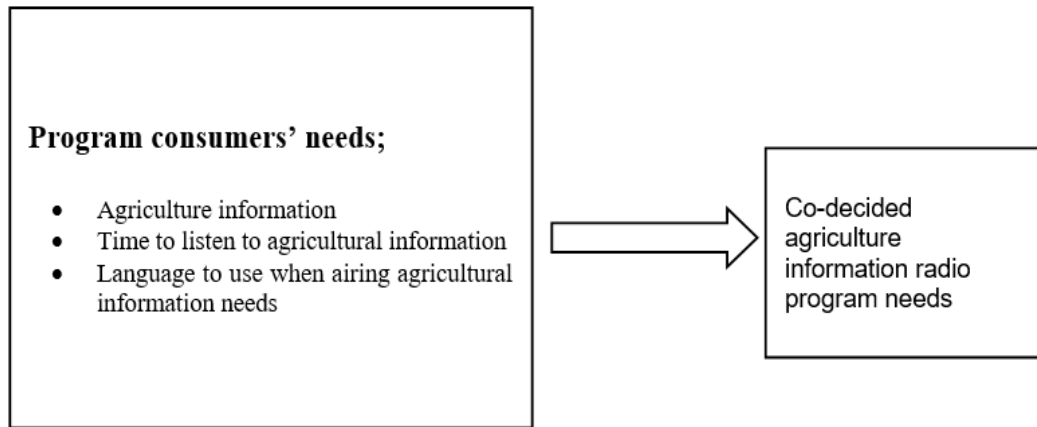 Program consumers’ needs;
• Agriculture information
• Time to listen to agricultural information
• Language to use when airing agricultural
information needs
Co-decided
agriculture
information radio
program needs